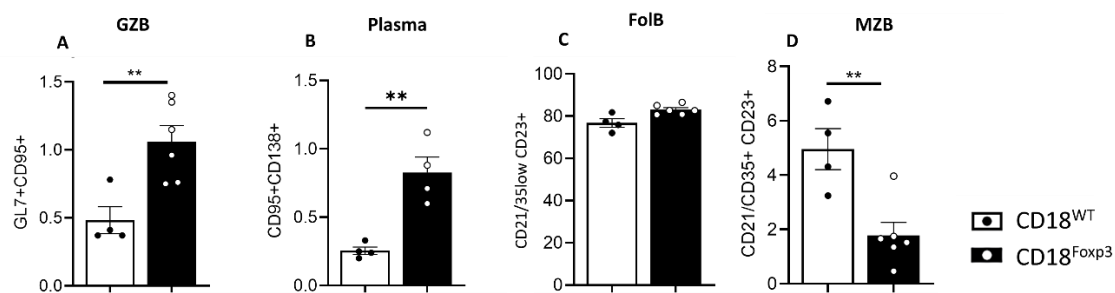 A
GZB
**
GL7+CD95+
1.5
1.0
0.5
0.0
B
Plasma
**
CD95+CD138+
1.5
1.0
0.5
0.0
C
FolB
CD21/35low CD23+
100
80
60
40
20
0
D
MZB
**
CD21/CD35+ CD23+
8
6
4
2
0
CD18WT
CD18Foxp3